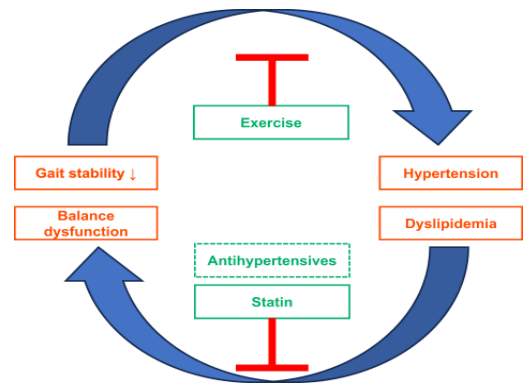 Exercise
Gait stability ↓
Hypertension
Balance
dysfunction
Dyslipidemia
Antihypertensives
Statin